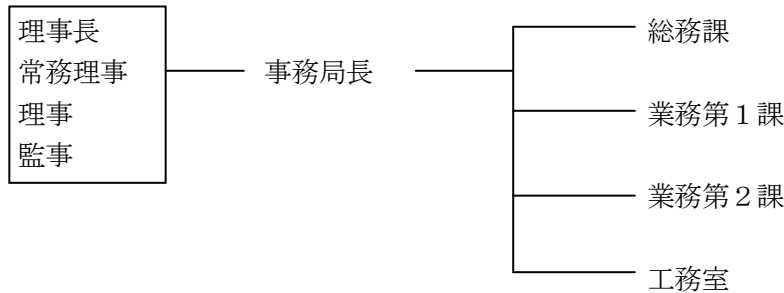 理事長
常務理事
理事
監事
事務局長
総務課
業務第１課
業務第２課
工務室